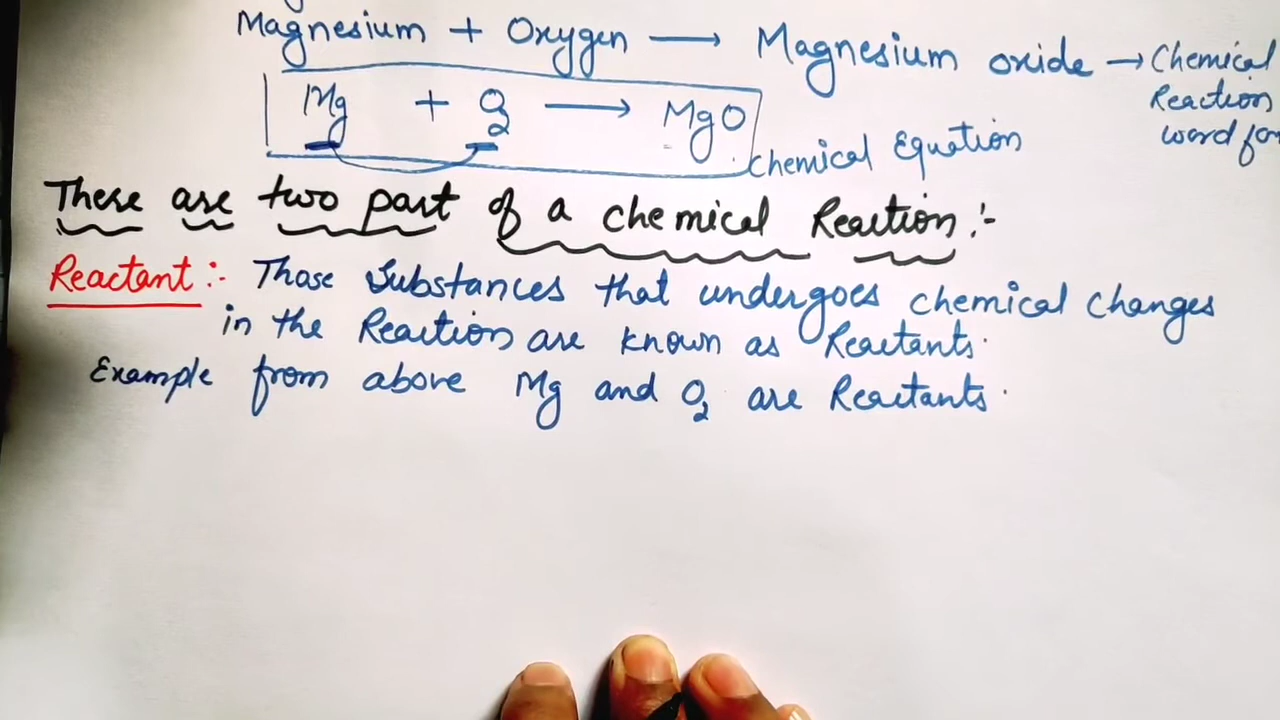 Magnesium + Oxygen → Magnesium oxide → Chemical
Reaction
word for
Mg + O₂ → MgO
Chemical Equation
There are two part of a chemical Reaction :-
Reactant :- Those Substances that undergoes chemical changes
in the Reaction are known as Reactants.
Example from above Mg and O₂ are Reactants.